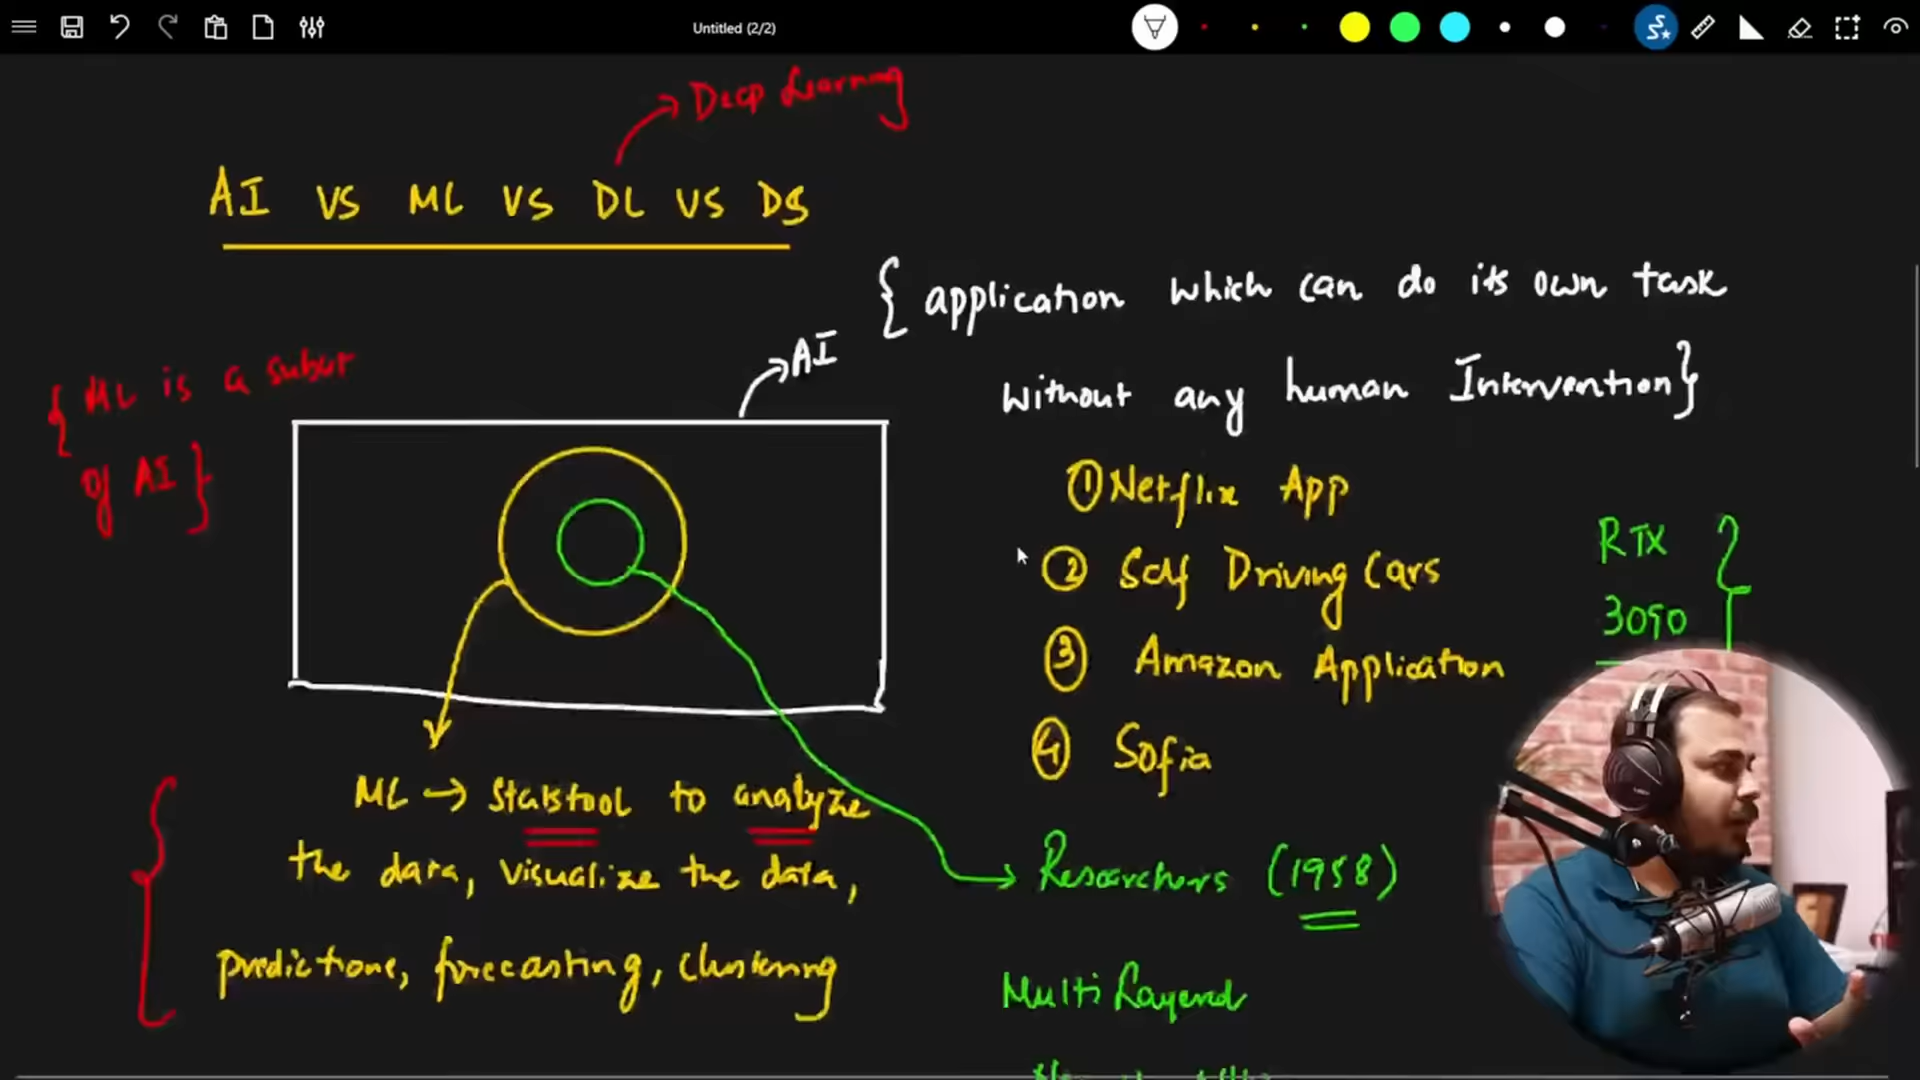 Untitled (2/2)
Deep Learning
AI VS ML VS DL VS DS
{ application which can do its own task
without any human Intervention}
AI
{ ML is a subset
of AI }
① Netflix App
② Self Driving Cars
③ Amazon Application
④ Sofia
RTX
3090
ML → Statstool to analyze
the data, visualize the data,
predictions, forecasting, clustering
Researchers (1958)
Multi Layered